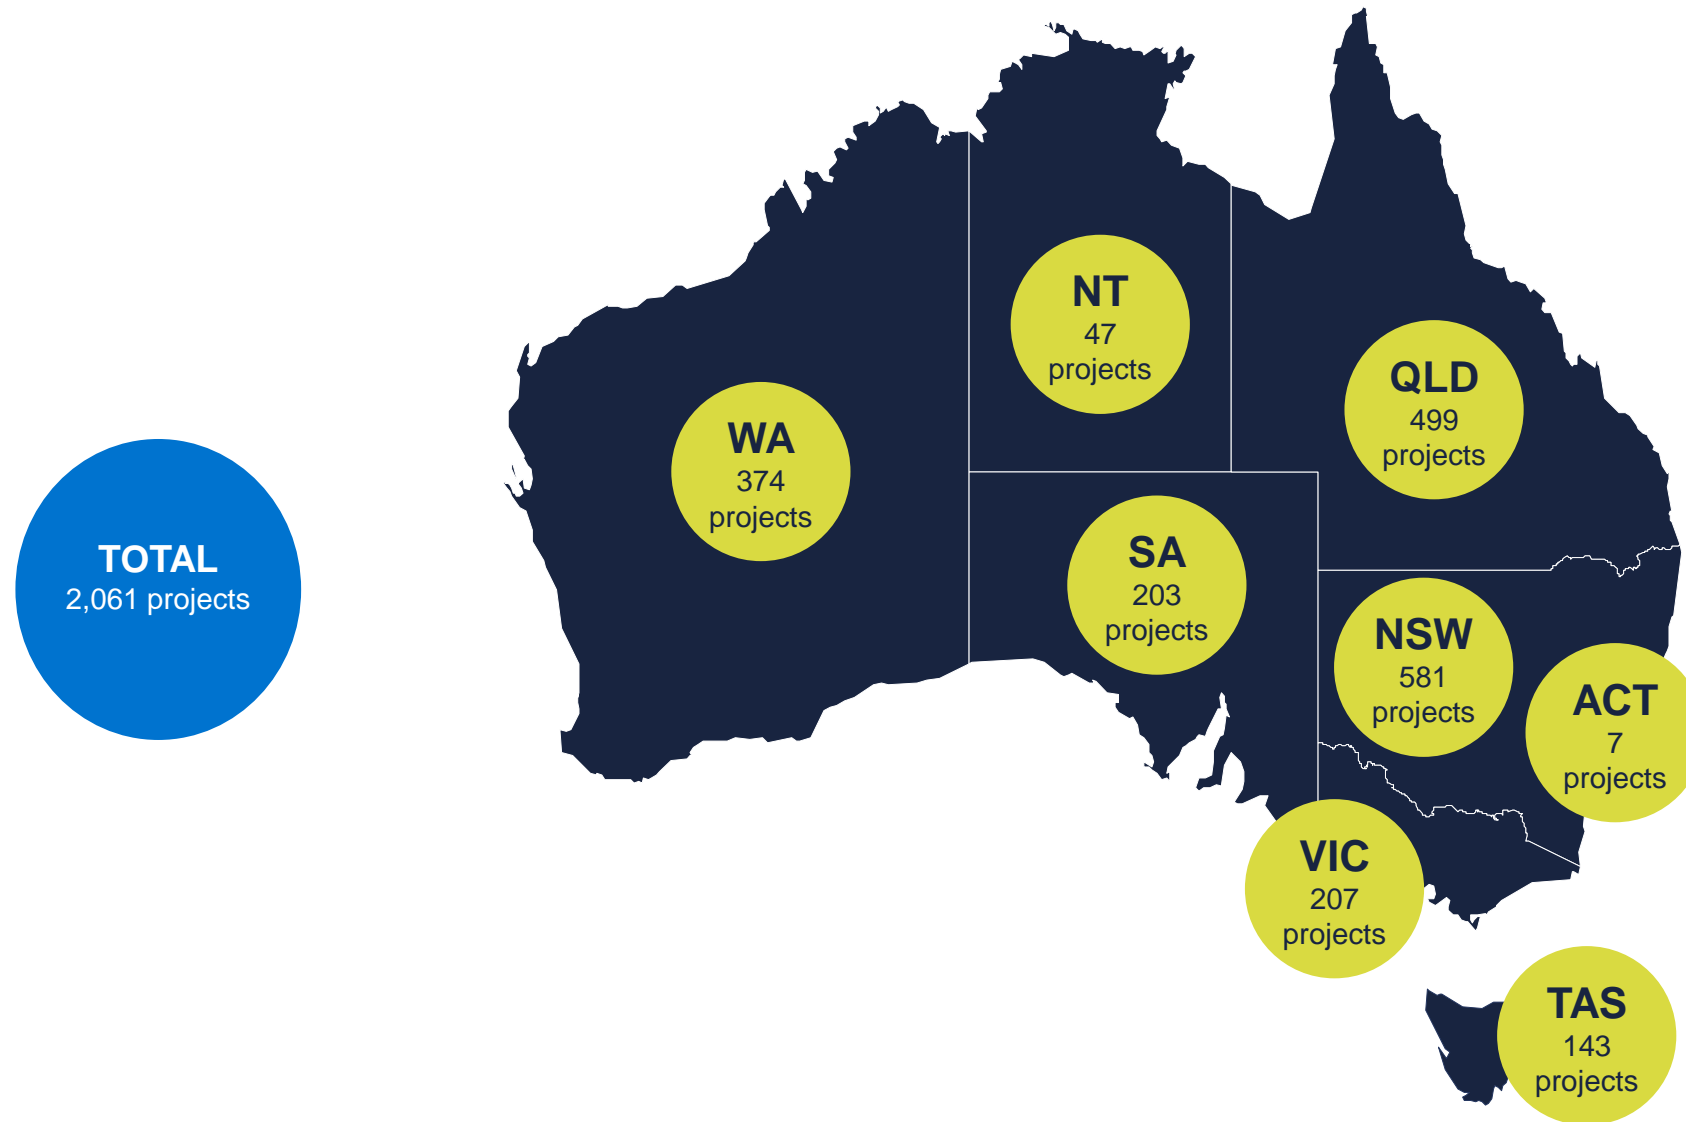 TOTAL
2,061 projects
WA
374
projects
NT
47
projects
QLD
499
projects
SA
203
projects
NSW
581
projects
ACT
7
projects
VIC
207
projects
TAS
143
projects